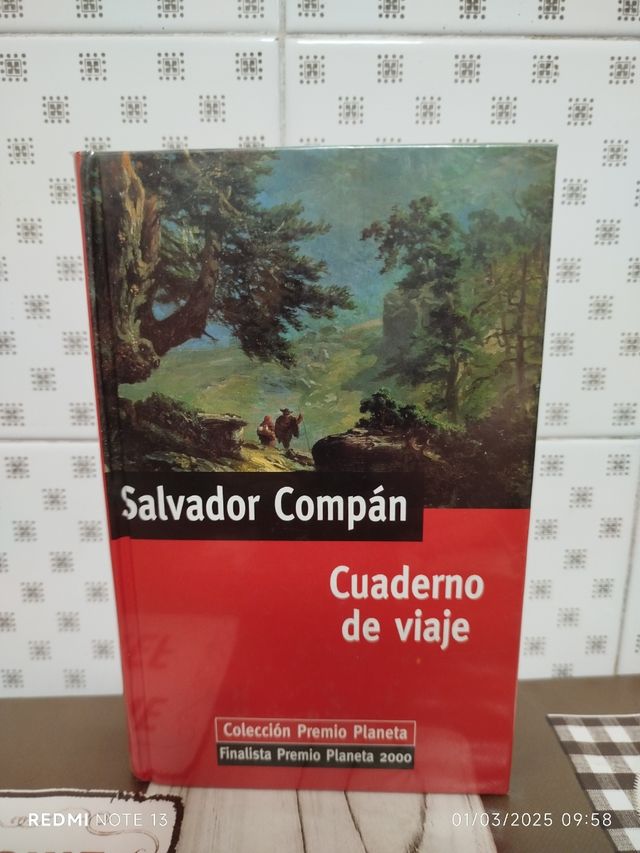 Salvador Compán
Cuaderno
de viaje
Colección Premio Planeta
Finalista Premio Planeta 2000
REDMI NOTE 13
01/03/2025 09:58